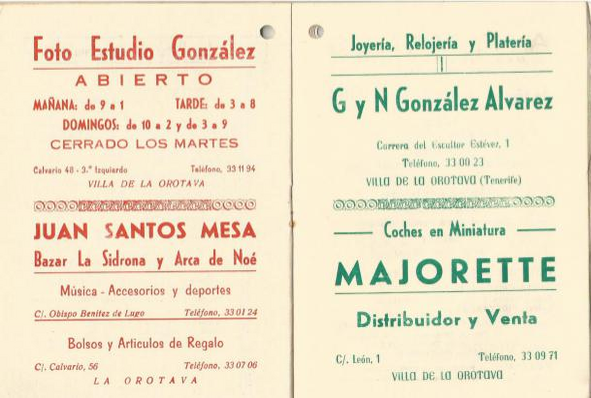 Foto Estudio González
ABIERTO
MAÑANA: de 9 a 1 TARDE: de 3 a 8
DOMINGOS: de 10 a 2 y de 3 a 9
CERRADO LOS MARTES
Calvario 48 - 3.º Izquierdo Teléfono, 33 11 94
VILLA DE LA OROTAVA
JUAN SANTOS MESA
Bazar La Sidrona y Arca de Noé
Música - Accesorios y deportes
C/. Obispo Benítez de Lugo Teléfono, 33 01 24
Bolsos y Artículos de Regalo
C/. Calvario, 56 Teléfono, 33 07 06
LA OROTAVA
Joyería, Relojería y Platería
G y N González Alvarez
Carrera del Escultor Estévez, 1
Teléfono, 33 00 23
VILLA DE LA OROTAVA (Tenerife)
Coches en Miniatura
MAJORETTE
Distribuidor y Venta
C/. León, 1 Teléfono, 33 09 71
VILLA DE LA OROTAVA